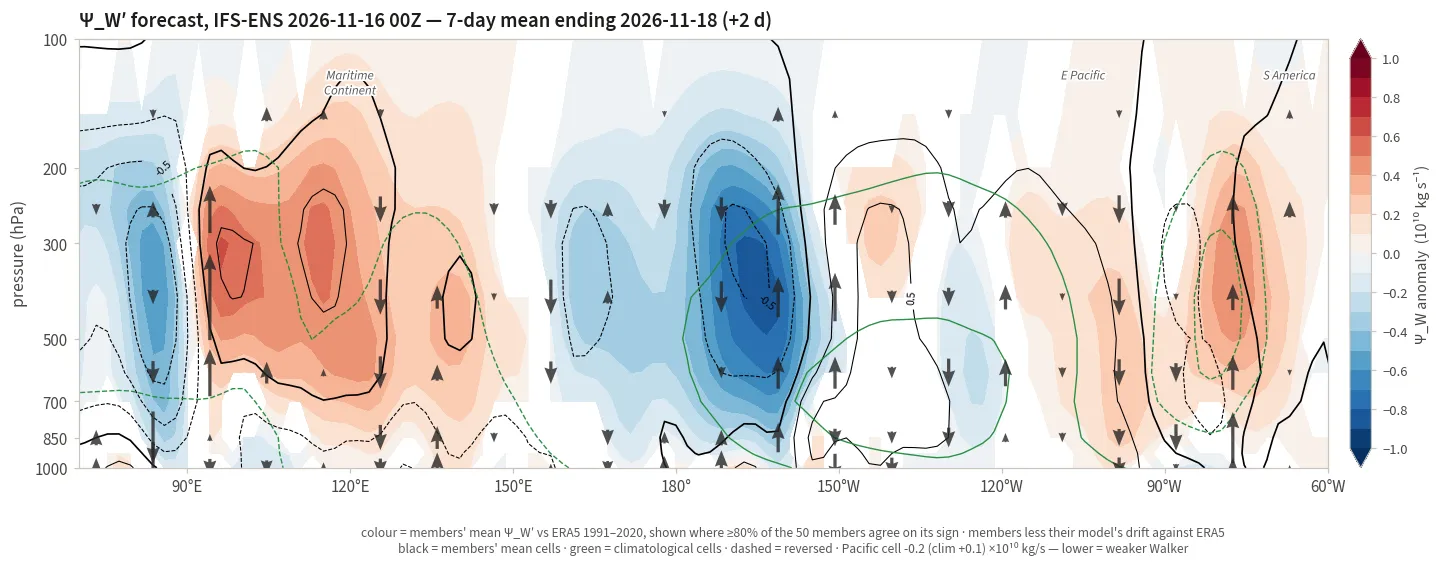 Ψ_W′ forecast, IFS-ENS 2026-11-16 00Z — 7-day mean ending 2026-11-18 (+2 d)
100
200
300
500
700
850
1000
pressure (hPa)
Maritime
Continent
E Pacific
S America
-0.5
-0.5
0.5
90°E
120°E
150°E
180°
150°W
120°W
90°W
60°W
1.0
0.8
0.6
0.4
0.2
0.0
−0.2
−0.4
−0.6
−0.8
−1.0
Ψ_W anomaly (10¹⁰ kg s⁻¹)
colour = members' mean Ψ_W′ vs ERA5 1991–2020, shown where ≥80% of the 50 members agree on its sign · members less their model's drift against ERA5
black = members' mean cells · green = climatological cells · dashed = reversed · Pacific cell -0.2 (clim +0.1) ×10¹⁰ kg/s — lower = weaker Walker